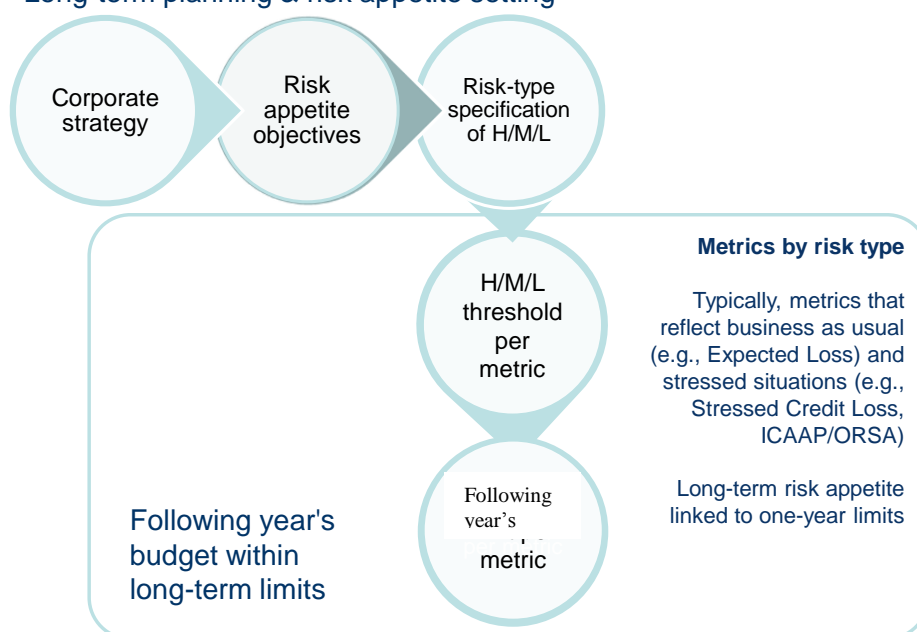 Long-term planning & risk appetite setting
Corporate
strategy
Risk
appetite
objectives
Risk-type
specification
of H/M/L
H/M/L
threshold
per
metric
Metrics by risk type
Typically, metrics that
reflect business as usual
(e.g., Expected Loss) and
stressed situations (e.g.,
Stressed Credit Loss,
ICAAP/ORSA)
Long-term risk appetite
linked to one-year limits
Following
year’s
metric
Following year's
budget within
long-term limits